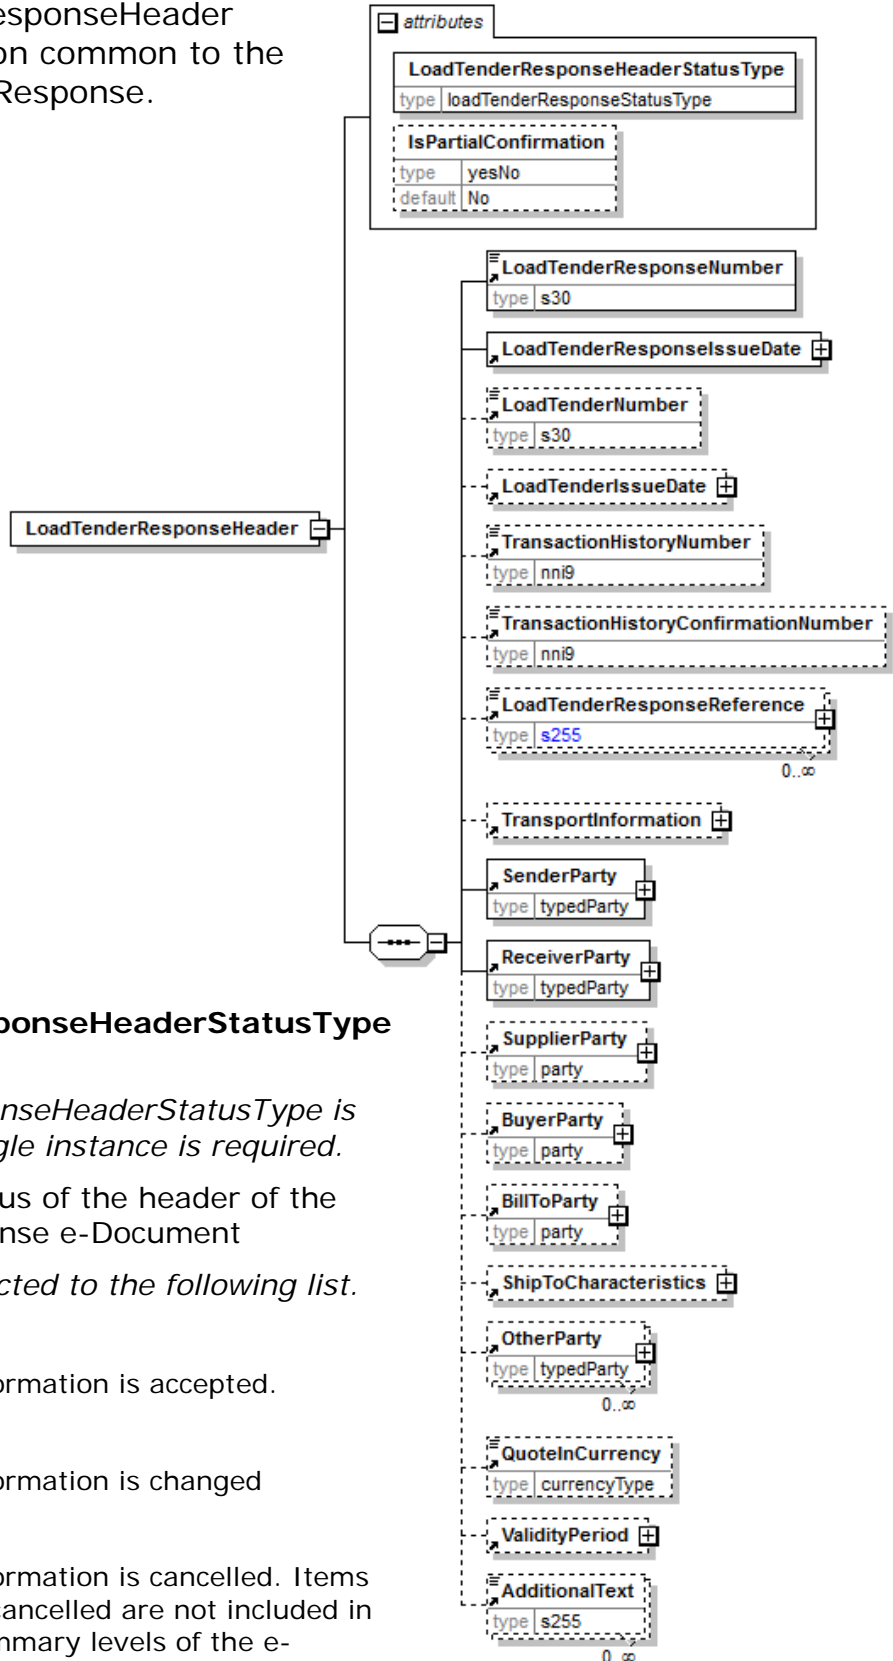 esponseHeader
on common to the
Response.
attributes
LoadTenderResponseHeaderStatusType
type loadTenderResponseStatusType
IsPartialConfirmation
type yesNo
default No
LoadTenderResponseNumber
type s30
LoadTenderResponseIssueDate
LoadTenderNumber
type s30
LoadTenderIssueDate
LoadTenderResponseHeader
TransactionHistoryNumber
type nni9
TransactionHistoryConfirmationNumber
type nni9
LoadTenderResponseReference
type s255
0..∞
TransportInformation
SenderParty
type typedParty
ReceiverParty
type typedParty
SupplierParty
type party
BuyerParty
type party
BillToParty
type party
ShipToCharacteristics
OtherParty
type typedParty
0..∞
QuoteInCurrency
type currencyType
ValidityPeriod
AdditionalText
type s255
0..∞
ponseHeaderStatusType
onseHeaderStatusType is
gle instance is required.
us of the header of the
nse e-Document
cted to the following list.
ormation is accepted.
ormation is changed
ormation is cancelled. Items
cancelled are not included in
mmary levels of the e-